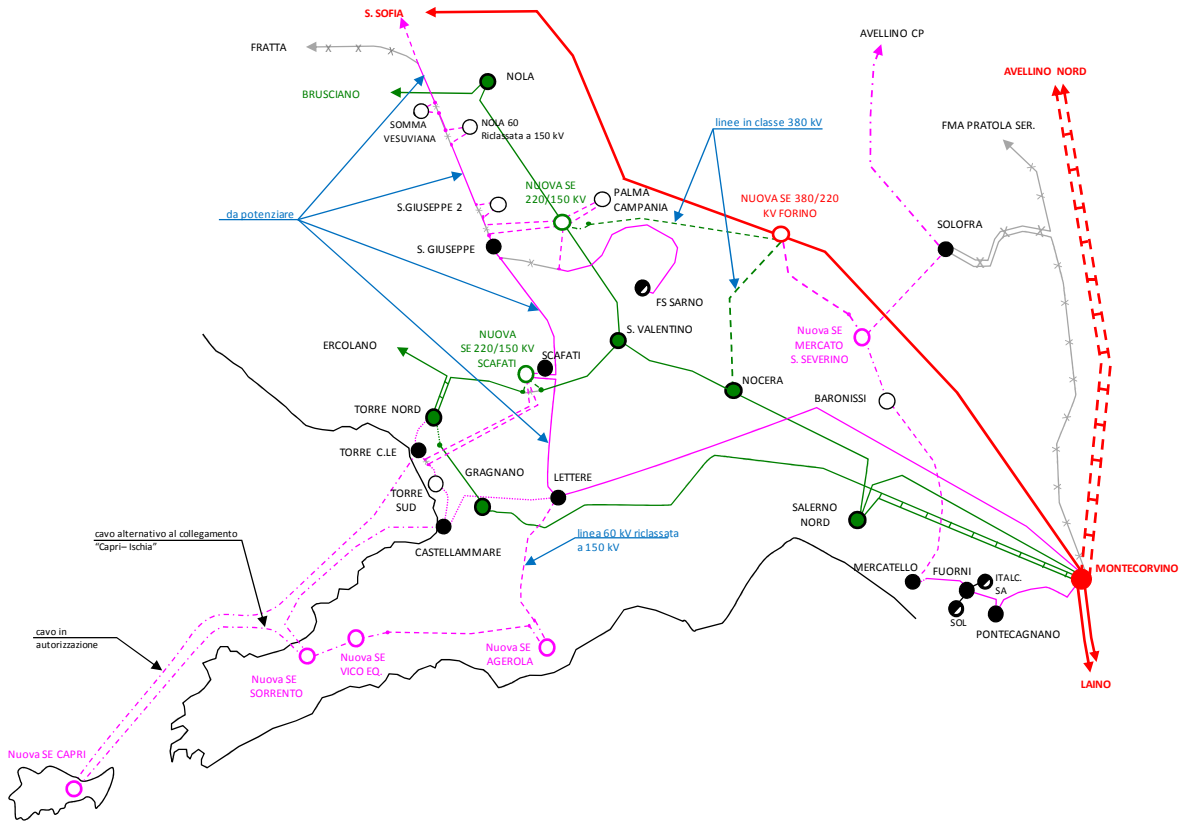 S. SOFIA
AVELLINO CP
FRATTA
AVELLINO NORD
NOLA
BRUSCIANO
SOMMA
VESUVIANA
NOLA 60
Riclassata a 150 kV
linee in classe 380 kV
FMA PRATOLA SER.
NUOVA SE
220/150 KV
PALMA
CAMPANIA
NUOVA SE 380/220
KV FORINO
S.GIUSEPPE 2
da potenziare
SOLOFRA
S. GIUSEPPE
FS SARNO
NUOVA
SE 220/150 KV
SCAFATI
S. VALENTINO
Nuova SE
MERCATO
S. SEVERINO
ERCOLANO
SCAFATI
NOCERA
BARONISSI
TORRE NORD
TORRE C.LE
GRAGNANO
LETTERE
TORRE
SUD
SALERNO
NORD
cavo alternativo al collegamento
"Capri– Ischia"
CASTELLAMMARE
linea 60 kV riclassata
a 150 kV
MERCATELLO
FUORNI
ITALC.
SA
MONTECORVINO
SOL
PONTECAGNANO
cavo in
autorizzazione
Nuova SE
VICO EQ.
Nuova SE
AGEROLA
Nuova SE
SORRENTO
LAINO
Nuova SE CAPRI